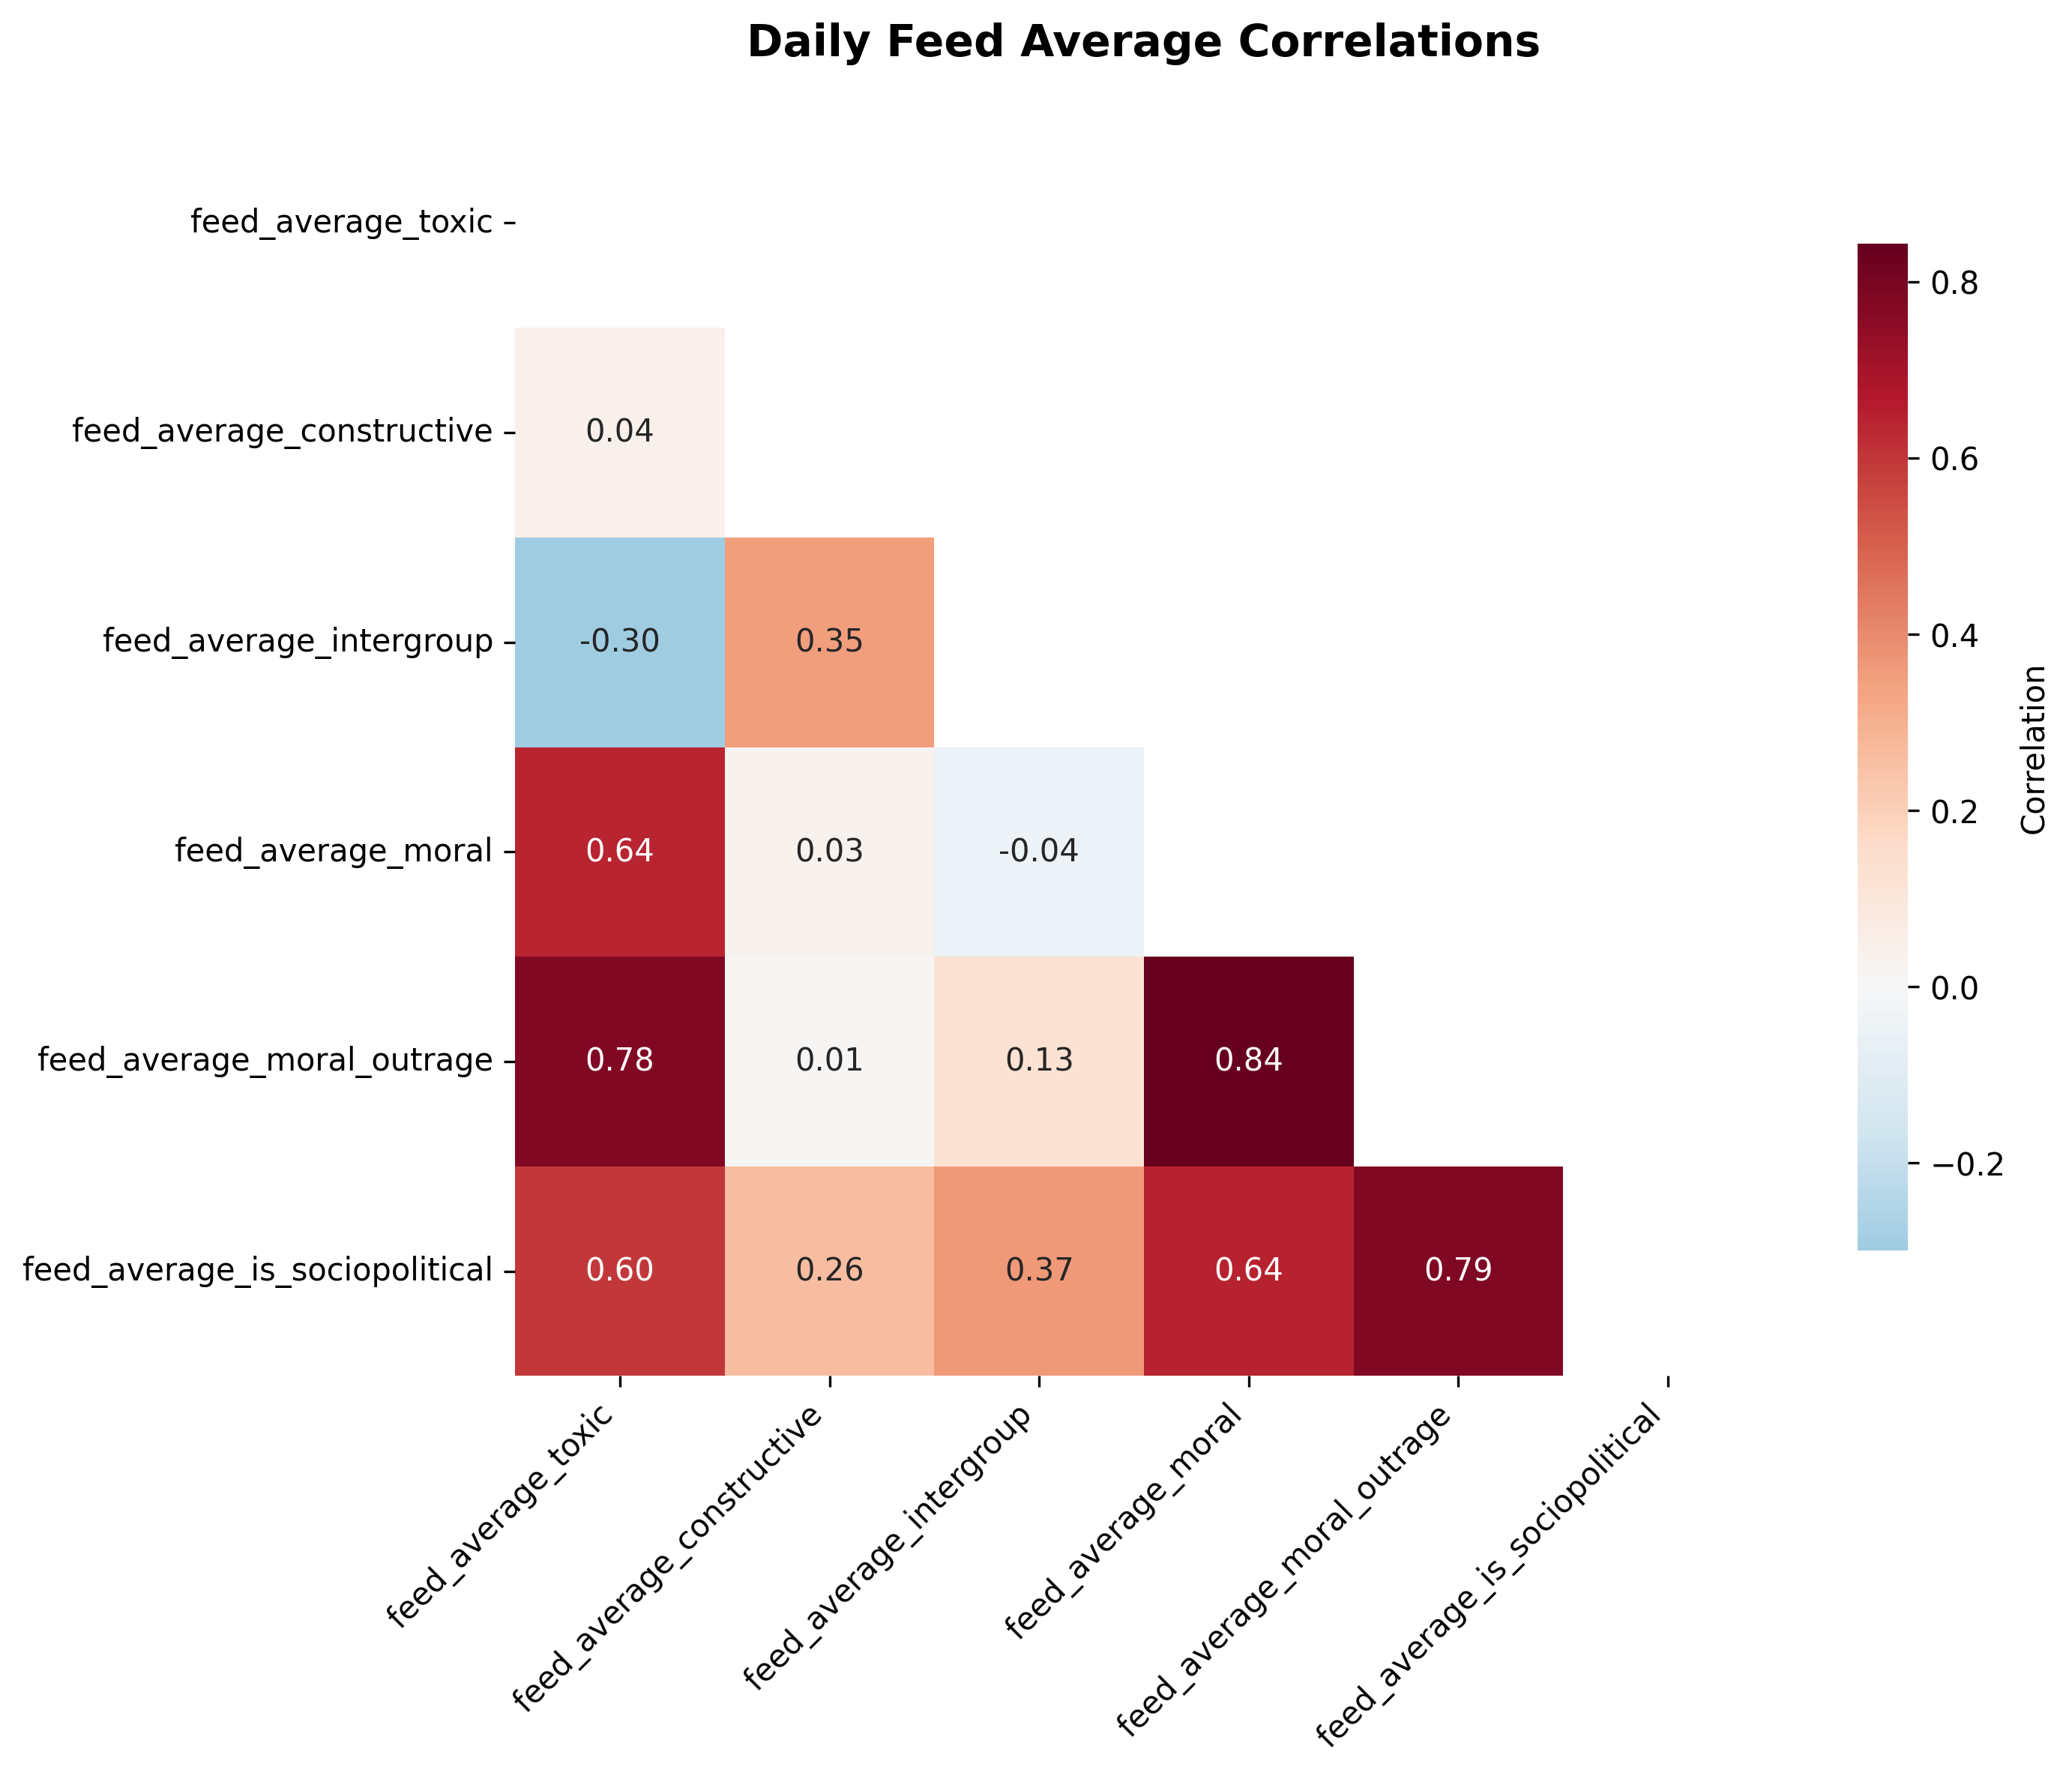 Daily Feed Average Correlations
feed_average_toxic
feed_average_constructive
0.04
feed_average_intergroup
-0.30 0.35
feed_average_moral
0.64 0.03 -0.04
feed_average_moral_outrage
0.78 0.01 0.13 0.84
feed_average_is_sociopolitical
0.60 0.26 0.37 0.64 0.79
feed_average_toxic
feed_average_constructive
feed_average_intergroup
feed_average_moral
feed_average_moral_outrage
feed_average_is_sociopolitical
0.8
0.6
0.4
0.2
0.0
−0.2
Correlation